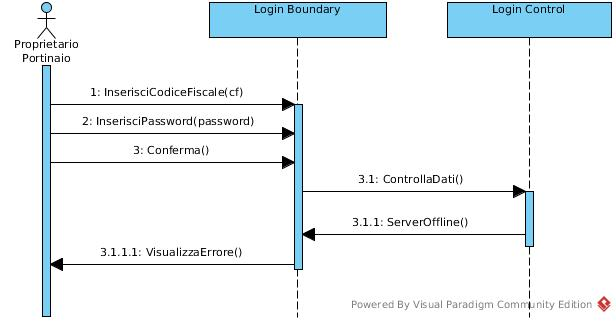 Login Boundary
Login Control
Proprietario
Portinaio
1: InserisciCodiceFiscale(cf)
2: InserisciPassword(password)
3: Conferma()
3.1: ControllaDati()
3.1.1: ServerOffline()
3.1.1.1: VisualizzaErrore()
Powered By Visual Paradigm Community Edition